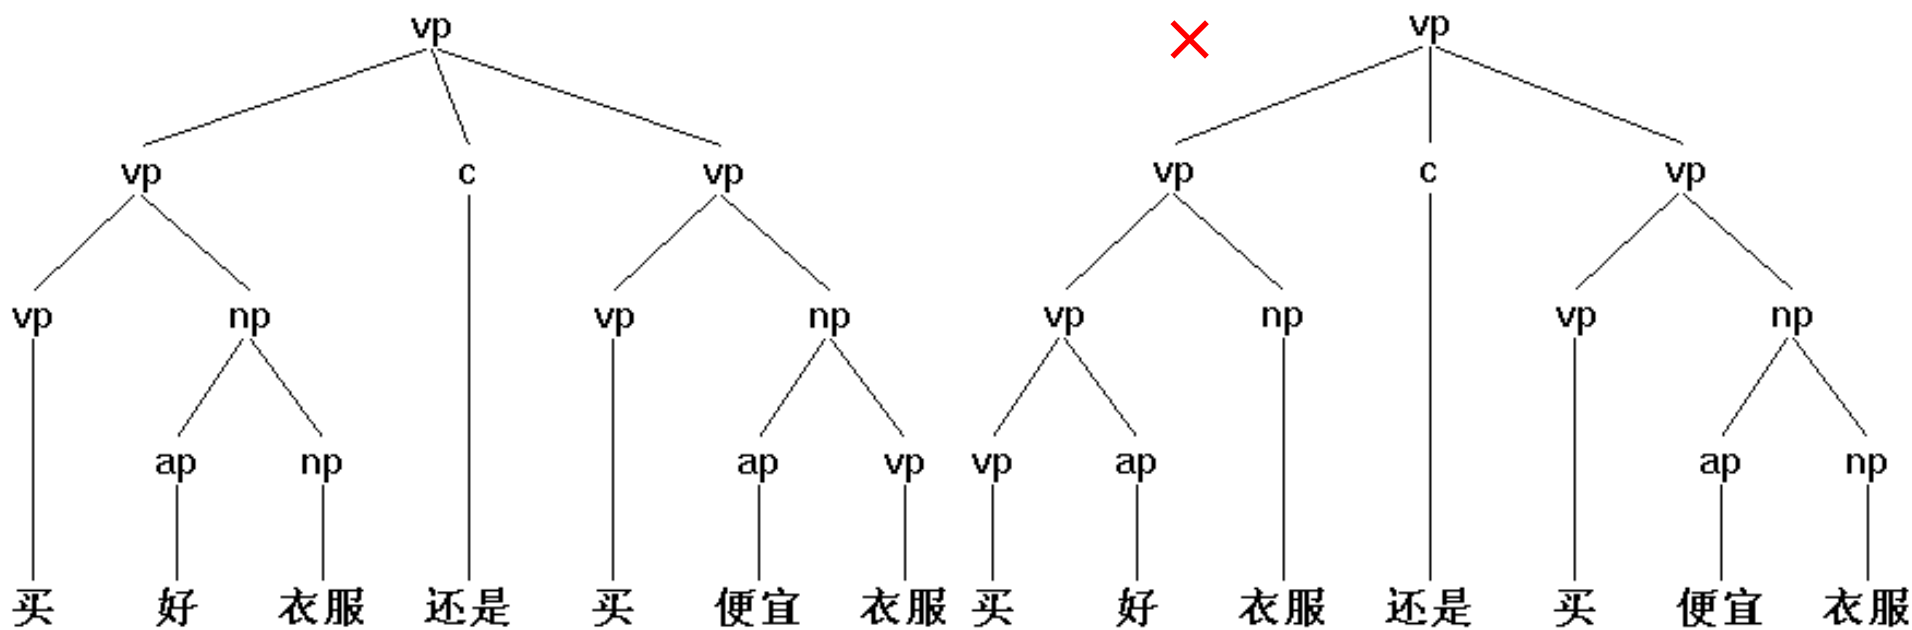 vp vp
vp c vp vp c vp
vp np vp np vp np vp np
ap np ap vp vp ap ap np
买 好 衣服 还是 买 便宜 衣服 买 好 衣服 还是 买 便宜 衣服